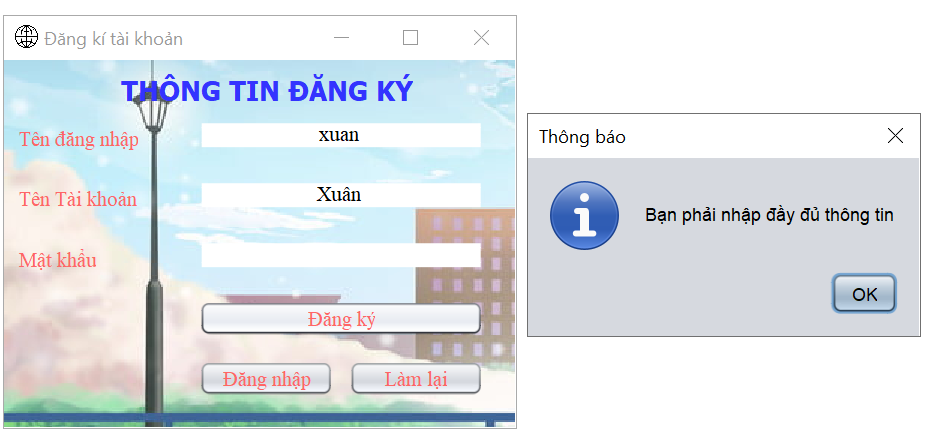 Đăng kí tài khoản
THÔNG TIN ĐĂNG KÝ
Tên đăng nhập
xuan
Tên Tài khoản
Xuân
Mật khẩu
Đăng ký
Đăng nhập
Làm lại
Thông báo
Bạn phải nhập đầy đủ thông tin
OK